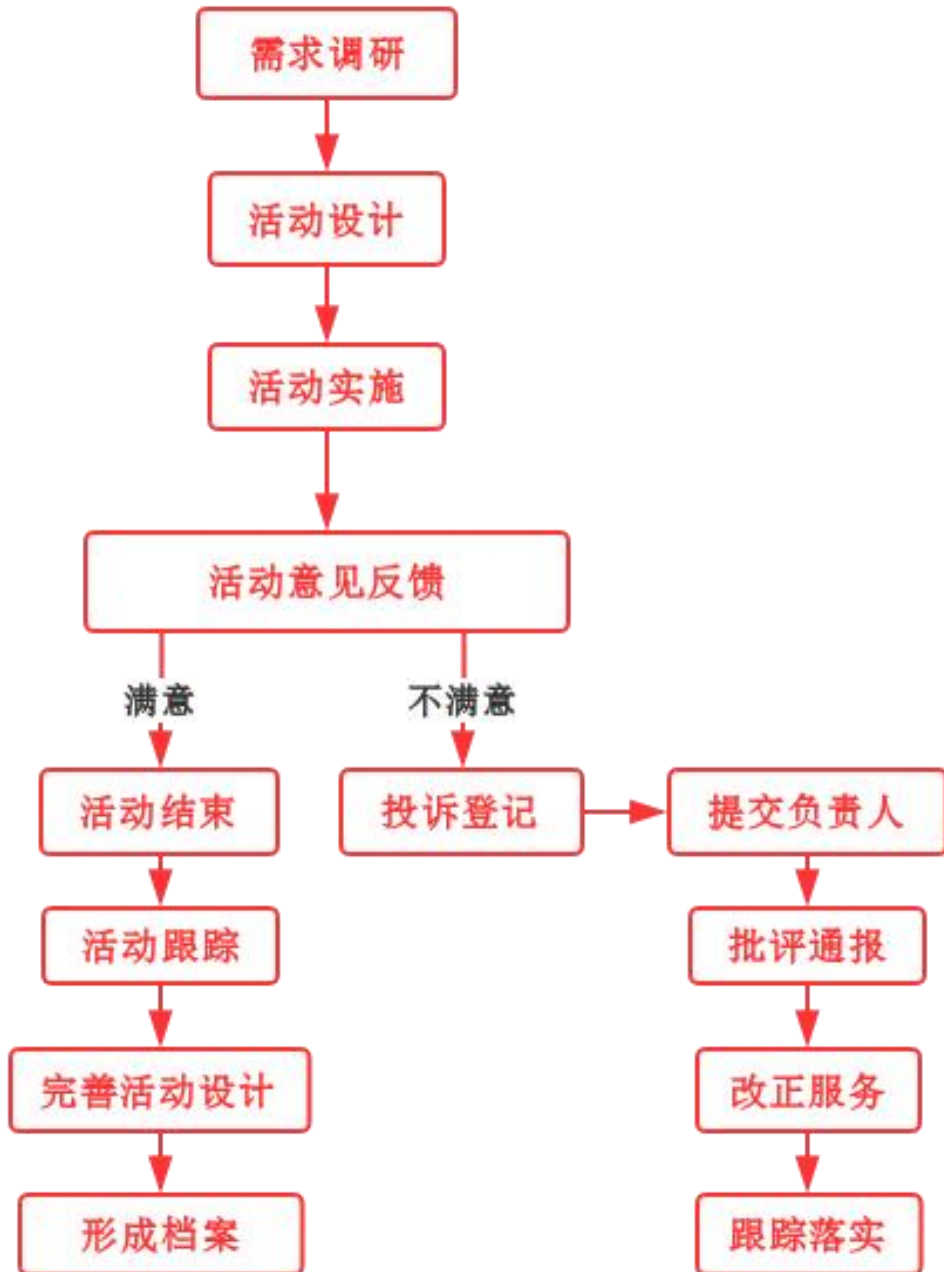 需求调研
活动设计
活动实施
活动意见反馈
满意
不满意
活动结束
投诉登记
提交负责人
活动跟踪
批评通报
完善活动设计
改正服务
形成档案
跟踪落实